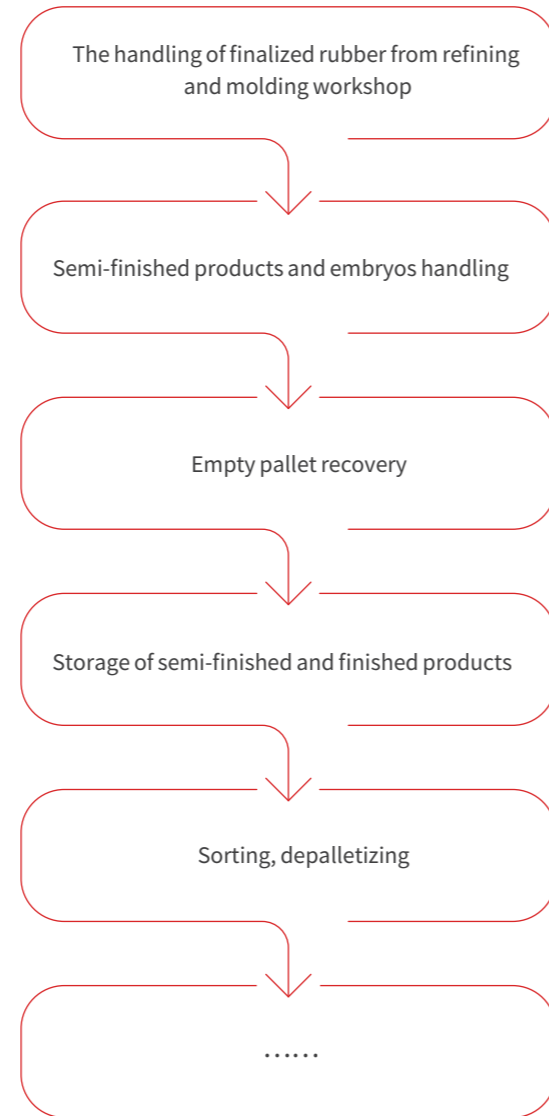 The handling of finalized rubber from refining
and molding workshop
Semi-finished products and embryos handling
Empty pallet recovery
Storage of semi-finished and finished products
Sorting, depalletizing
……